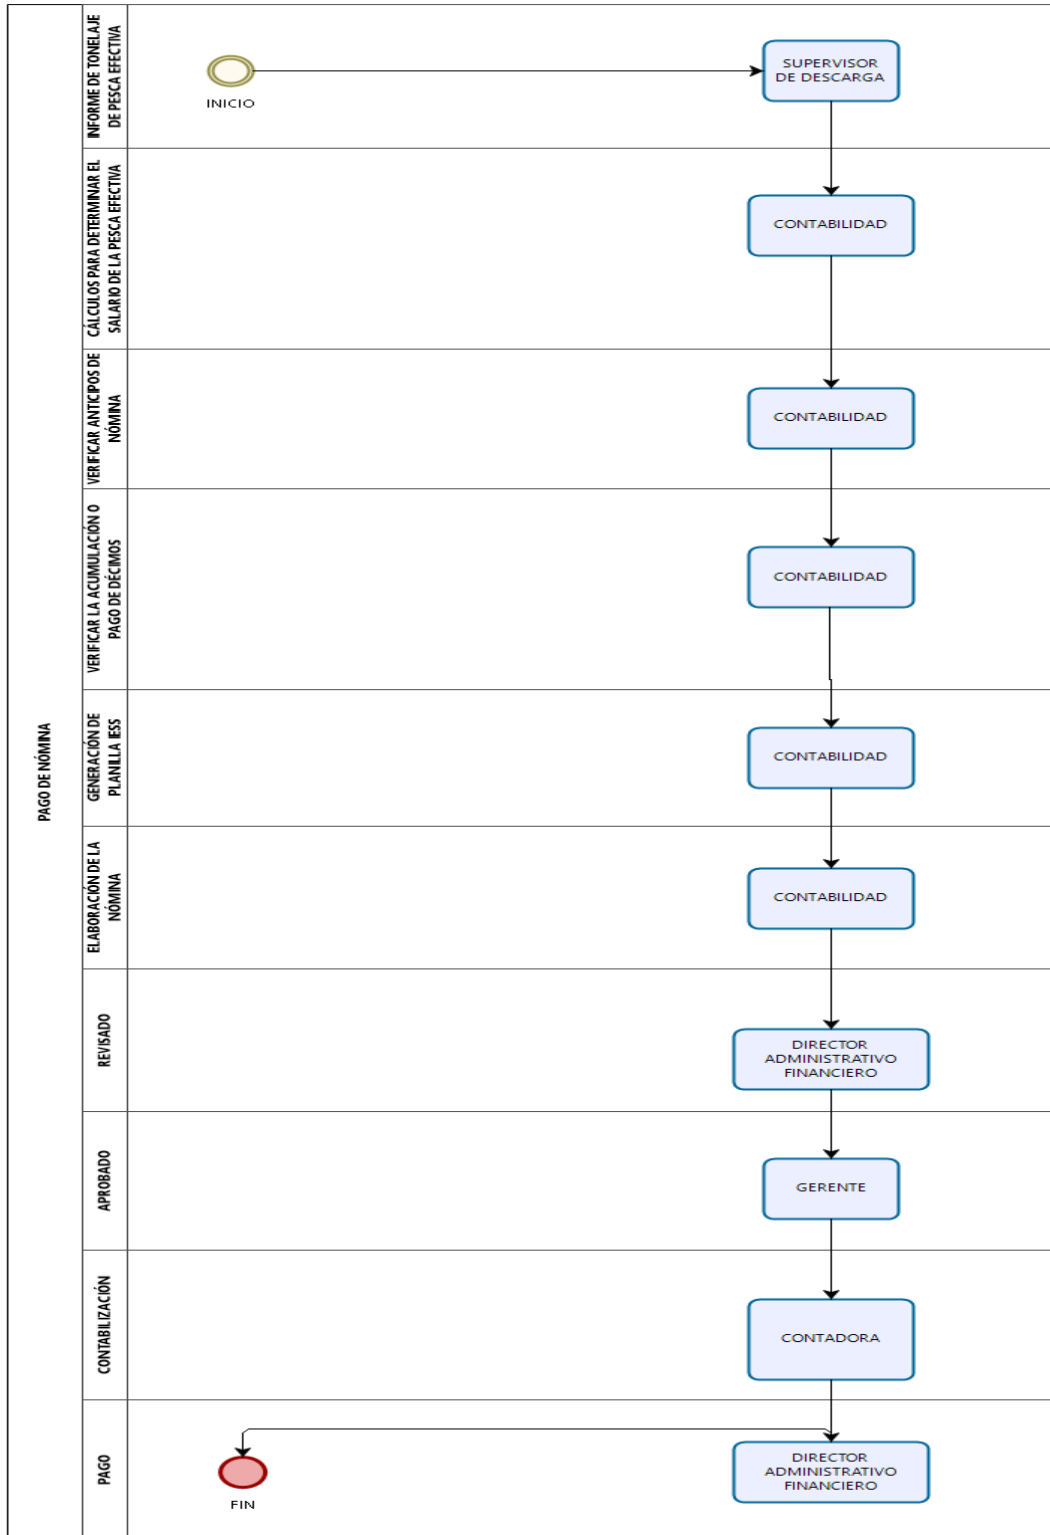 PAGO DE NÓMINA
INFORME DE TONELAJE
DE PESCA EFECTIVA
INICIO
SUPERVISOR
DE DESCARGA
CÁLCULOS PARA DETERMINAR EL
SALARIO DE LA PESCA EFECTIVA
CONTABILIDAD
VERIFICAR ANTICIPOS DE
NÓMINA
CONTABILIDAD
VERIFICAR LA ACUMULACIÓN O
PAGO DE DÉCIMOS
CONTABILIDAD
GENERACIÓN DE
PLANILLA IESS
CONTABILIDAD
ELABORACIÓN DE LA
NÓMINA
CONTABILIDAD
REVISADO
DIRECTOR
ADMINISTRATIVO
FINANCIERO
APROBADO
GERENTE
CONTABILIZACIÓN
CONTADORA
PAGO
FIN
DIRECTOR
ADMINISTRATIVO
FINANCIERO